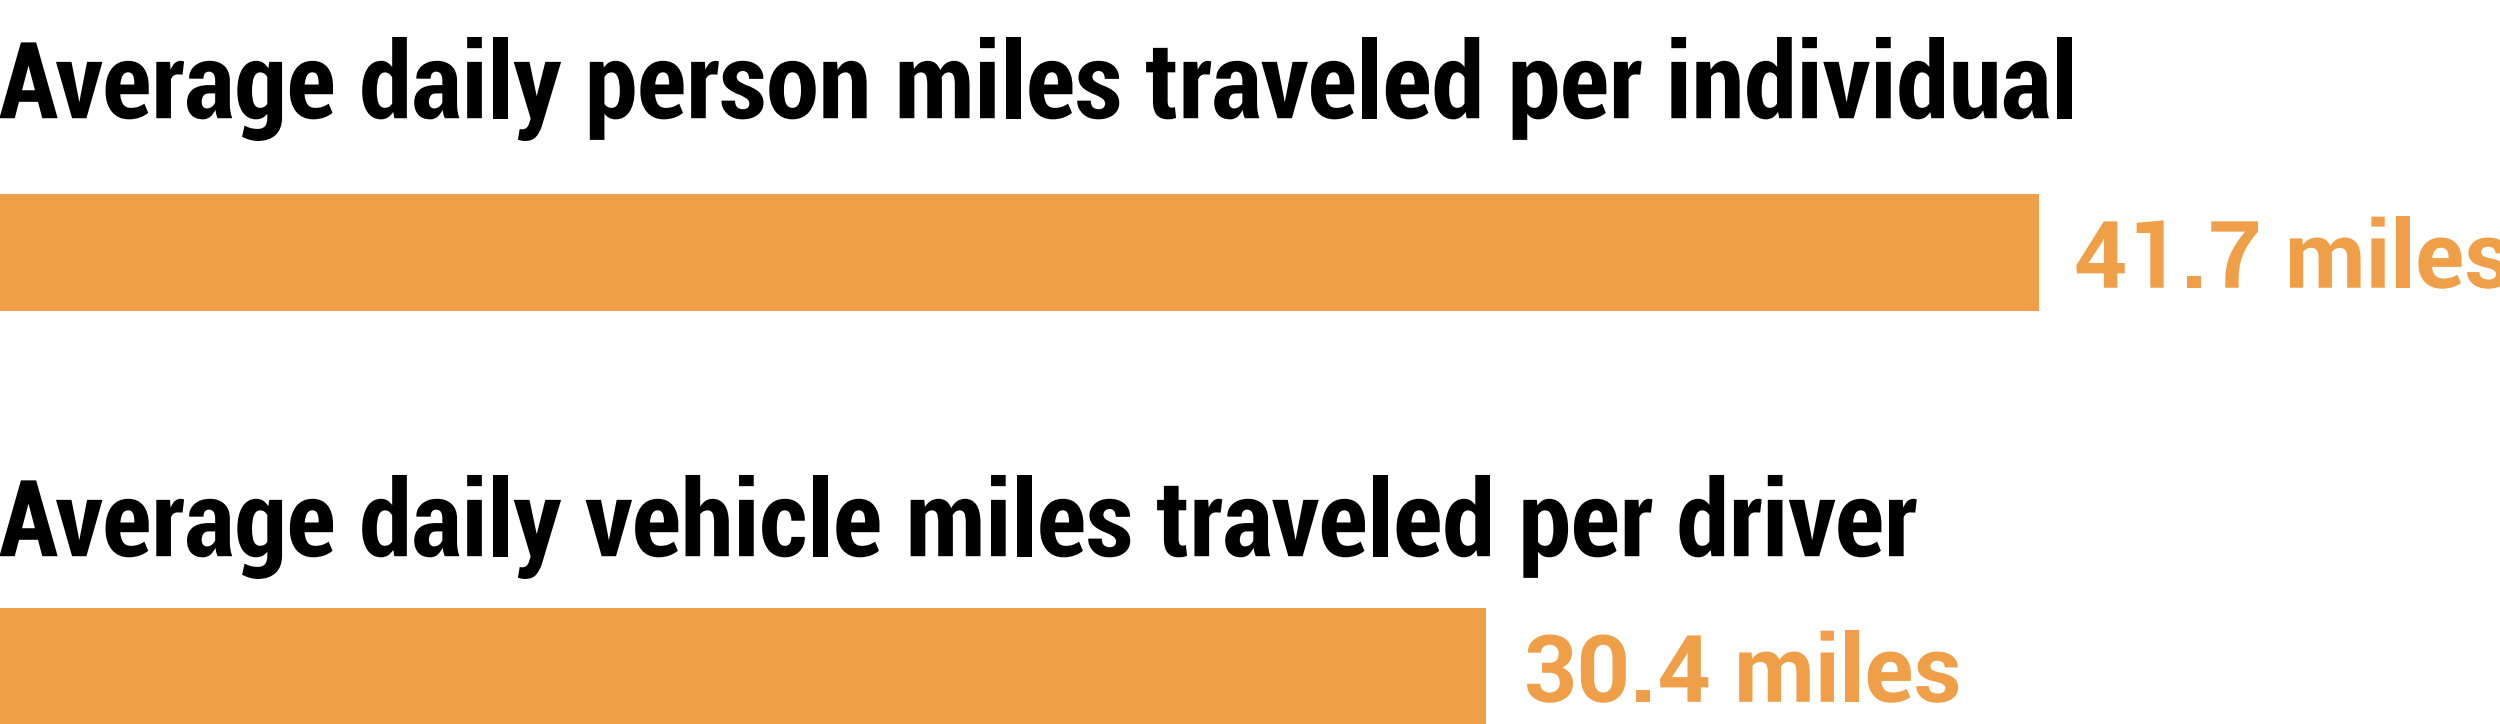 Average daily person miles traveled per individual
41.7 miles
Average daily vehicle miles traveled per driver
30.4 miles